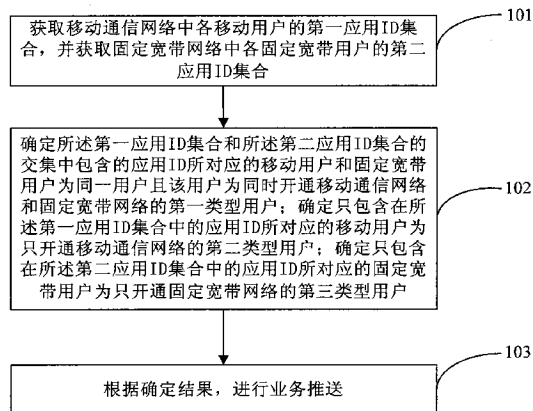 获取移动通信网络中各移动用户的第一应用ID集
合，并获取固定宽带网络中各固定宽带用户的第二
应用ID集合
101
确定所述第一应用ID集合和所述第二应用ID集合的
交集中包含的应用ID所对应的移动用户和固定宽带
用户为同一用户且该用户为同时开通移动通信网络
和固定宽带网络的第一类型用户；确定只包含在所
述第一应用ID集合中的应用ID所对应的移动用户为
只开通移动通信网络的第二类型用户；确定只包含
在所述第二应用ID集合中的应用ID所对应的固定宽
带用户为只开通固定宽带网络的第三类型用户
102
根据确定结果，进行业务推送
103